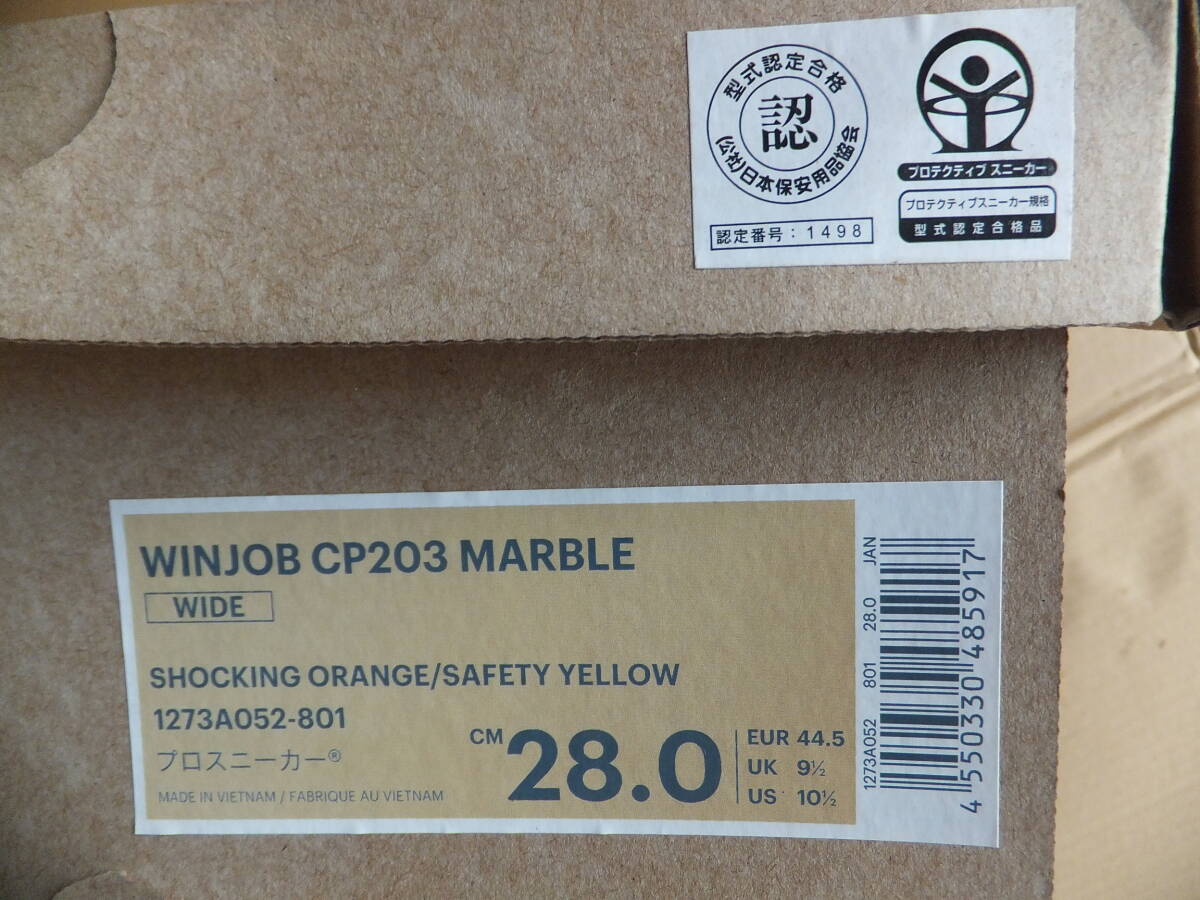 型式認定合格
認
(公社)日本保安用品協会
認定番号：1498
プロテクティブ スニーカー
プロテクティブスニーカー規格
型式認定合格品
WINJOB CP203 MARBLE
WIDE
SHOCKING ORANGE/SAFETY YELLOW
1273A052-801
プロスニーカー®
MADE IN VIETNAM / FABRIQUE AU VIETNAM
CM 28.0
EUR 44.5
UK 9½
US 10½
1273A052 801 28.0 JAN
4550330485917